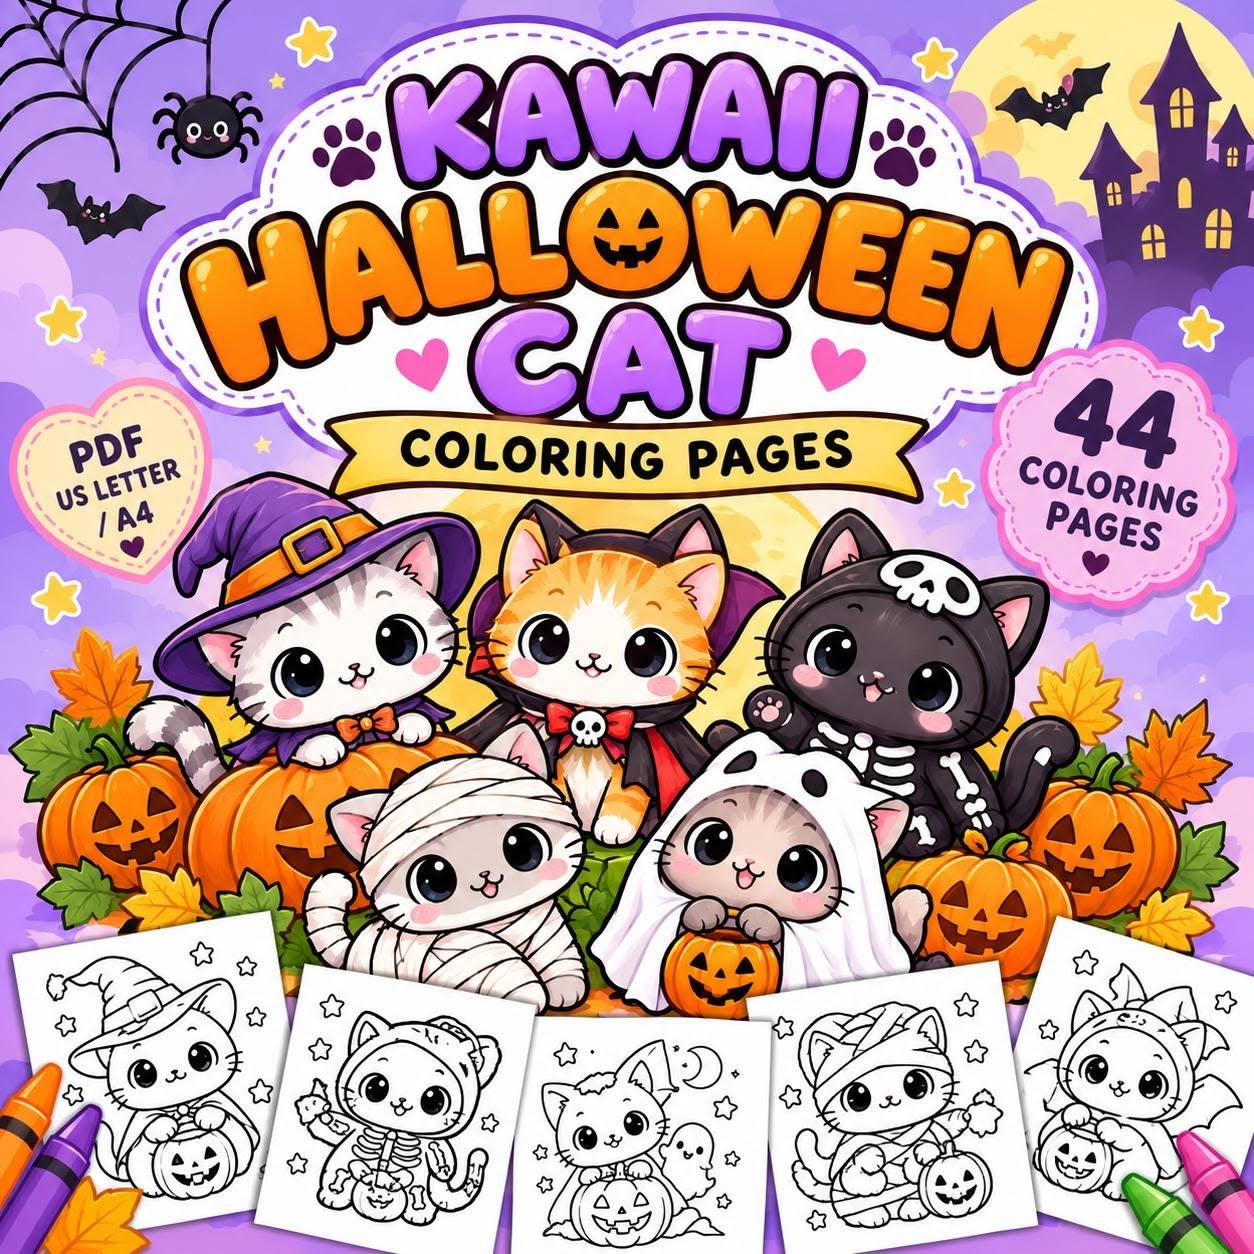 KAWAII
HALLOWEEN
CAT
COLORING PAGES
PDF
US LETTER
/ A4
44
COLORING
PAGES